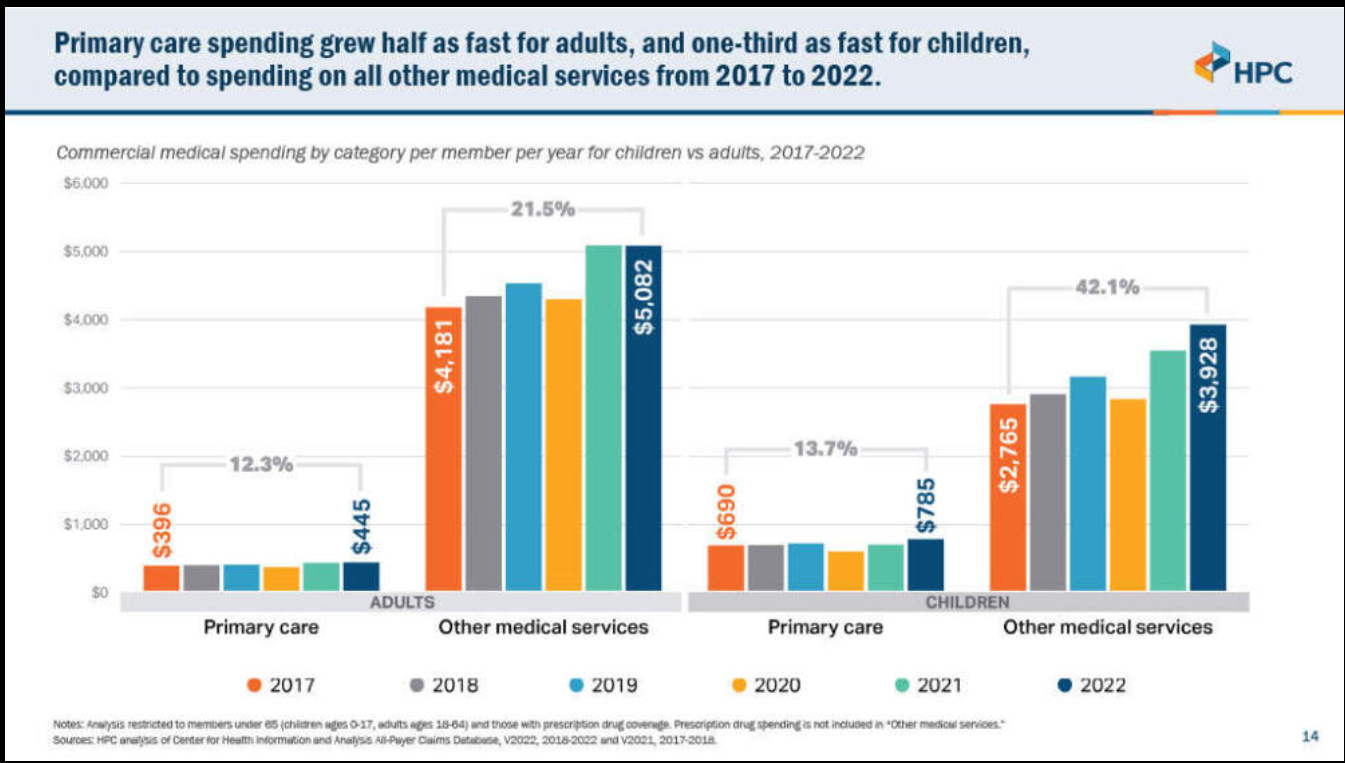 Primary care spending grew half as fast for adults, and one-third as fast for children,
compared to spending on all other medical services from 2017 to 2022.
HPC
Commercial medical spending by category per member per year for children vs adults, 2017-2022
$6,000
$5,000
$4,000
$3,000
$2,000
$1,000
$0
12.3%
$396
$445
21.5%
$4,181
$5,082
13.7%
$690
$785
42.1%
$2,765
$3,928
ADULTS
CHILDREN
Primary care
Other medical services
Primary care
Other medical services
2017
2018
2019
2020
2021
2022
Notes: Analysis restricted to members under 65 (children ages 0-17, adults ages 18-64) and those with prescription drug coverage. Prescription drug spending is not included in "Other medical services."
Sources: HPC analysis of Center for Health Information and Analysis All-Payer Claims Database, V2022, 2018-2022 and V2021, 2017-2018.
14